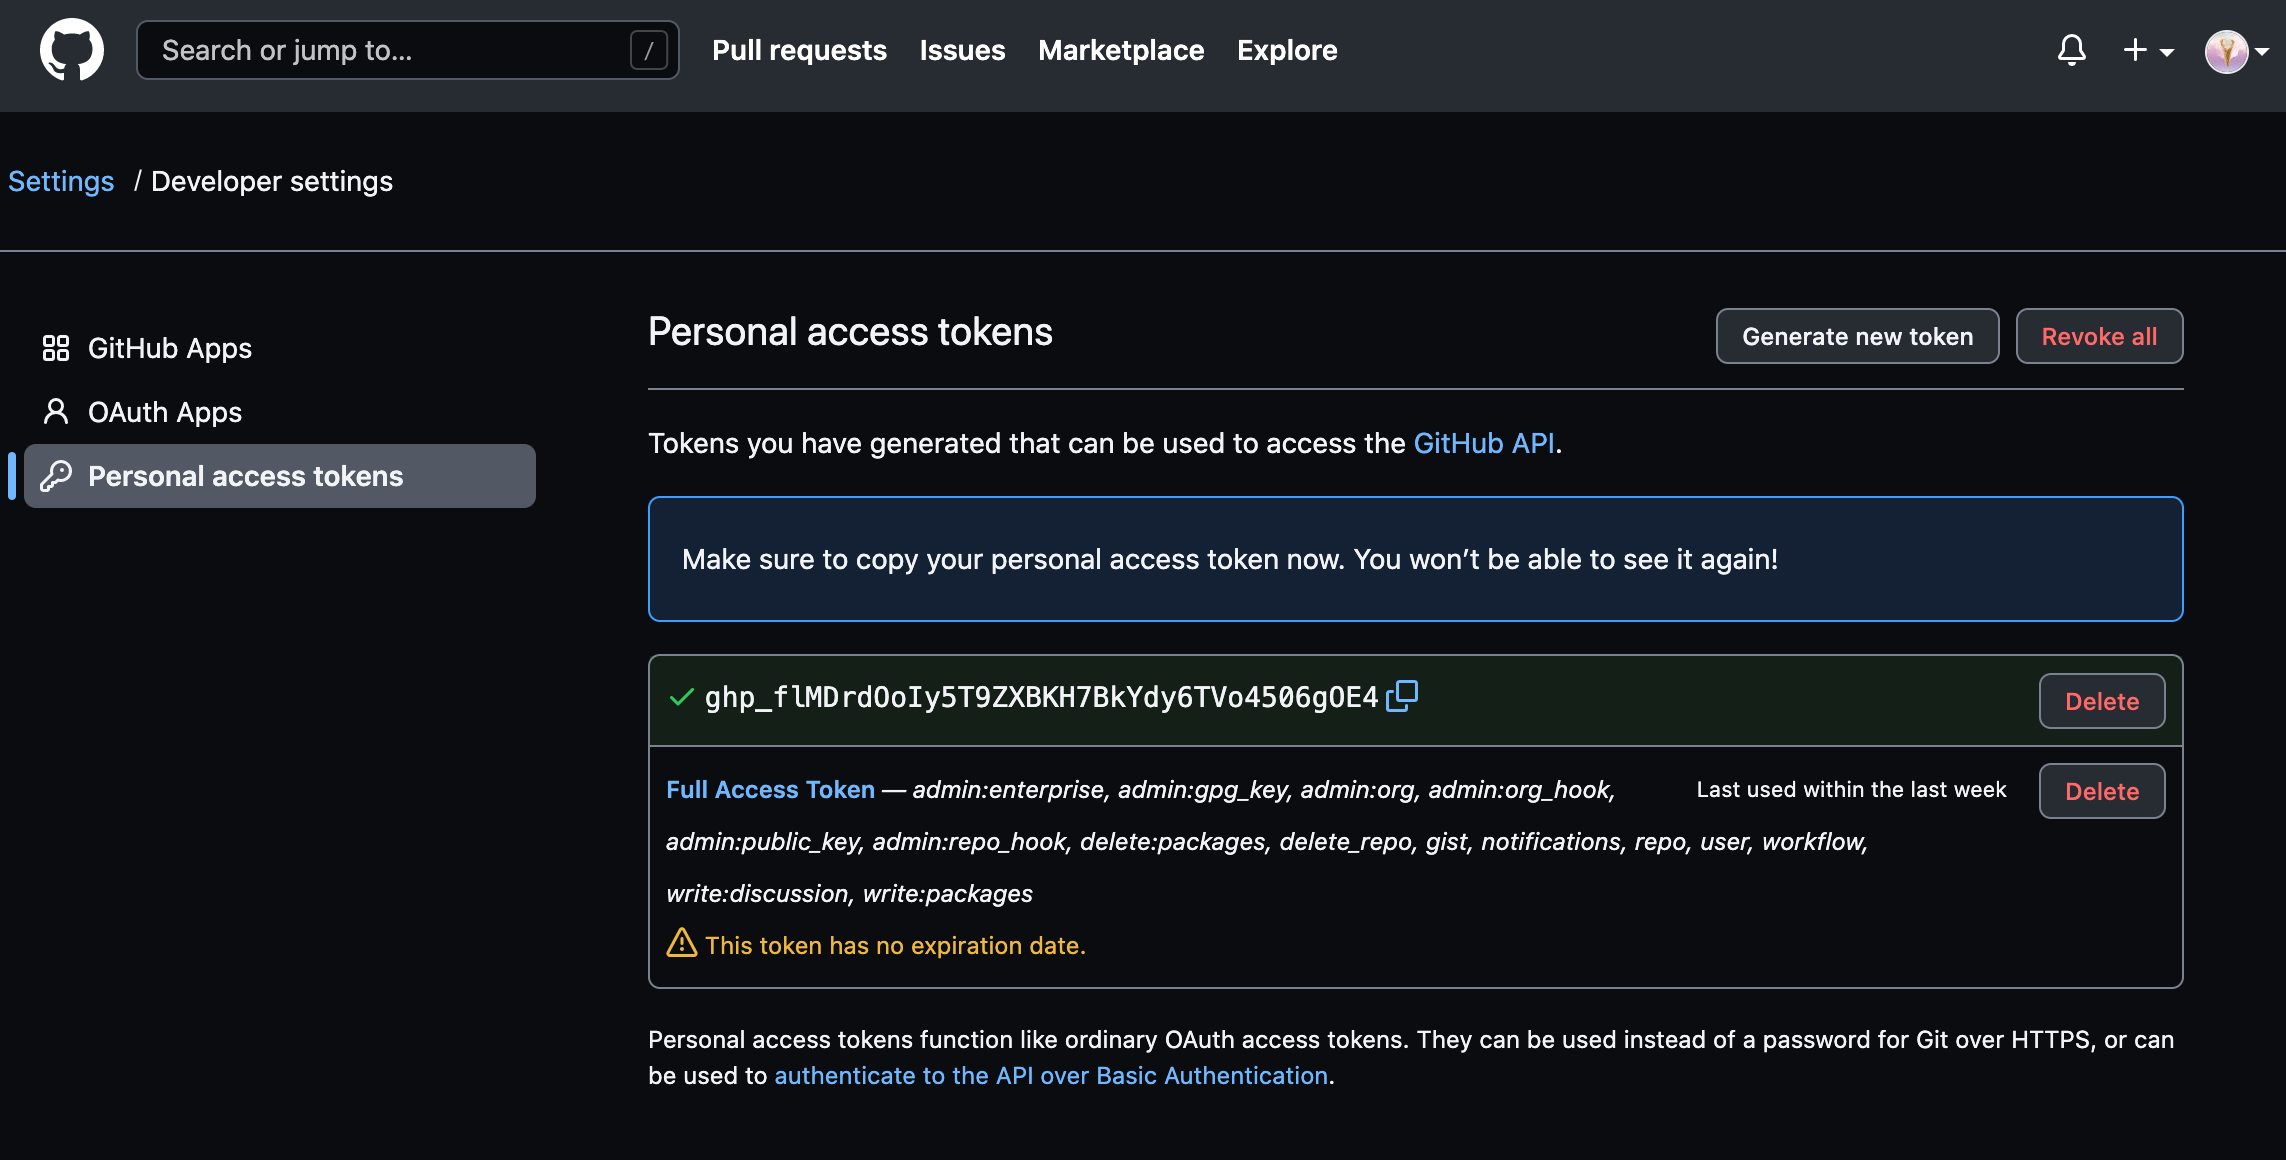 Search or jump to... /
Pull requests Issues Marketplace Explore
Settings / Developer settings
GitHub Apps
OAuth Apps
Personal access tokens
Personal access tokens
Generate new token
Revoke all
Tokens you have generated that can be used to access the GitHub API.
Make sure to copy your personal access token now. You won’t be able to see it again!
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
Delete
Full Access Token — admin:enterprise, admin:gpg_key, admin:org, admin:org_hook,
admin:public_key, admin:repo_hook, delete:packages, delete_repo, gist, notifications, repo, user, workflow,
write:discussion, write:packages
Last used within the last week
Delete
This token has no expiration date.
Personal access tokens function like ordinary OAuth access tokens. They can be used instead of a password for Git over HTTPS, or can
be used to authenticate to the API over Basic Authentication.